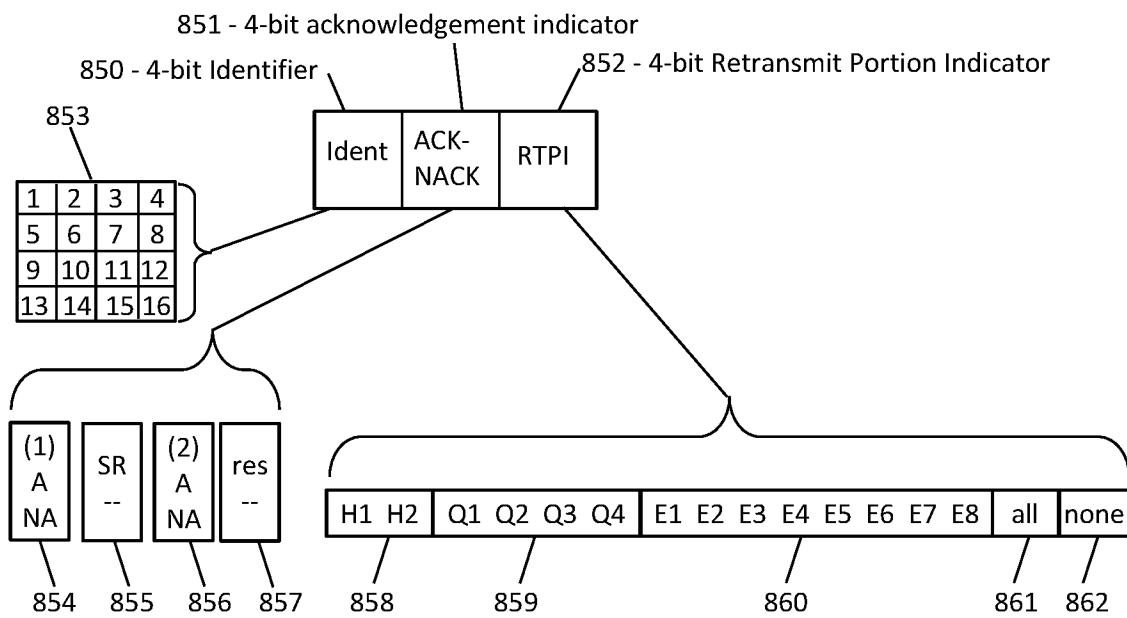 851 - 4-bit acknowledgement indicator
850 - 4-bit Identifier
852 - 4-bit Retransmit Portion Indicator
853
Ident
ACK-
NACK
RTPI
1 2 3 4
5 6 7 8
9 10 11 12
13 14 15 16
(1)
A
NA
SR
--
(2)
A
NA
res
--
H1 H2 Q1 Q2 Q3 Q4 E1 E2 E3 E4 E5 E6 E7 E8 all none
854 855 856 857 858 859 860 861 862